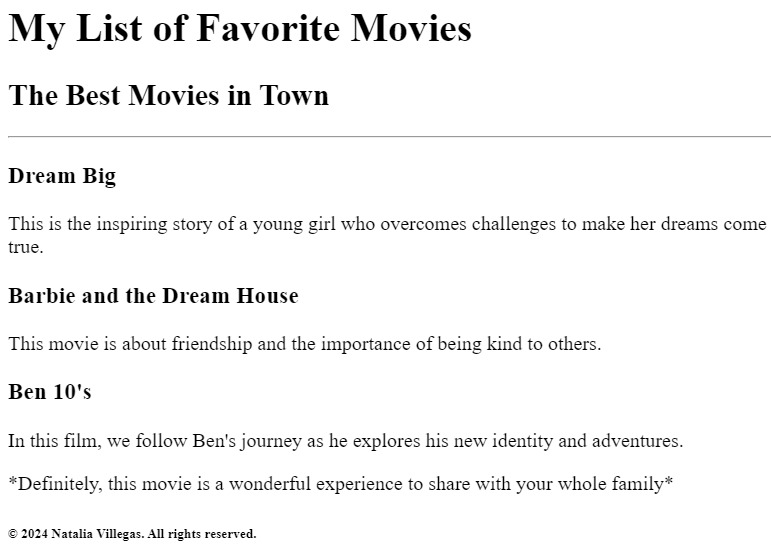 My List of Favorite Movies
The Best Movies in Town
Dream Big
This is the inspiring story of a young girl who overcomes challenges to make her dreams come
true.
Barbie and the Dream House
This movie is about friendship and the importance of being kind to others.
Ben 10's
In this film, we follow Ben's journey as he explores his new identity and adventures.
*Definitely, this movie is a wonderful experience to share with your whole family*
© 2024 Natalia Villegas. All rights reserved.